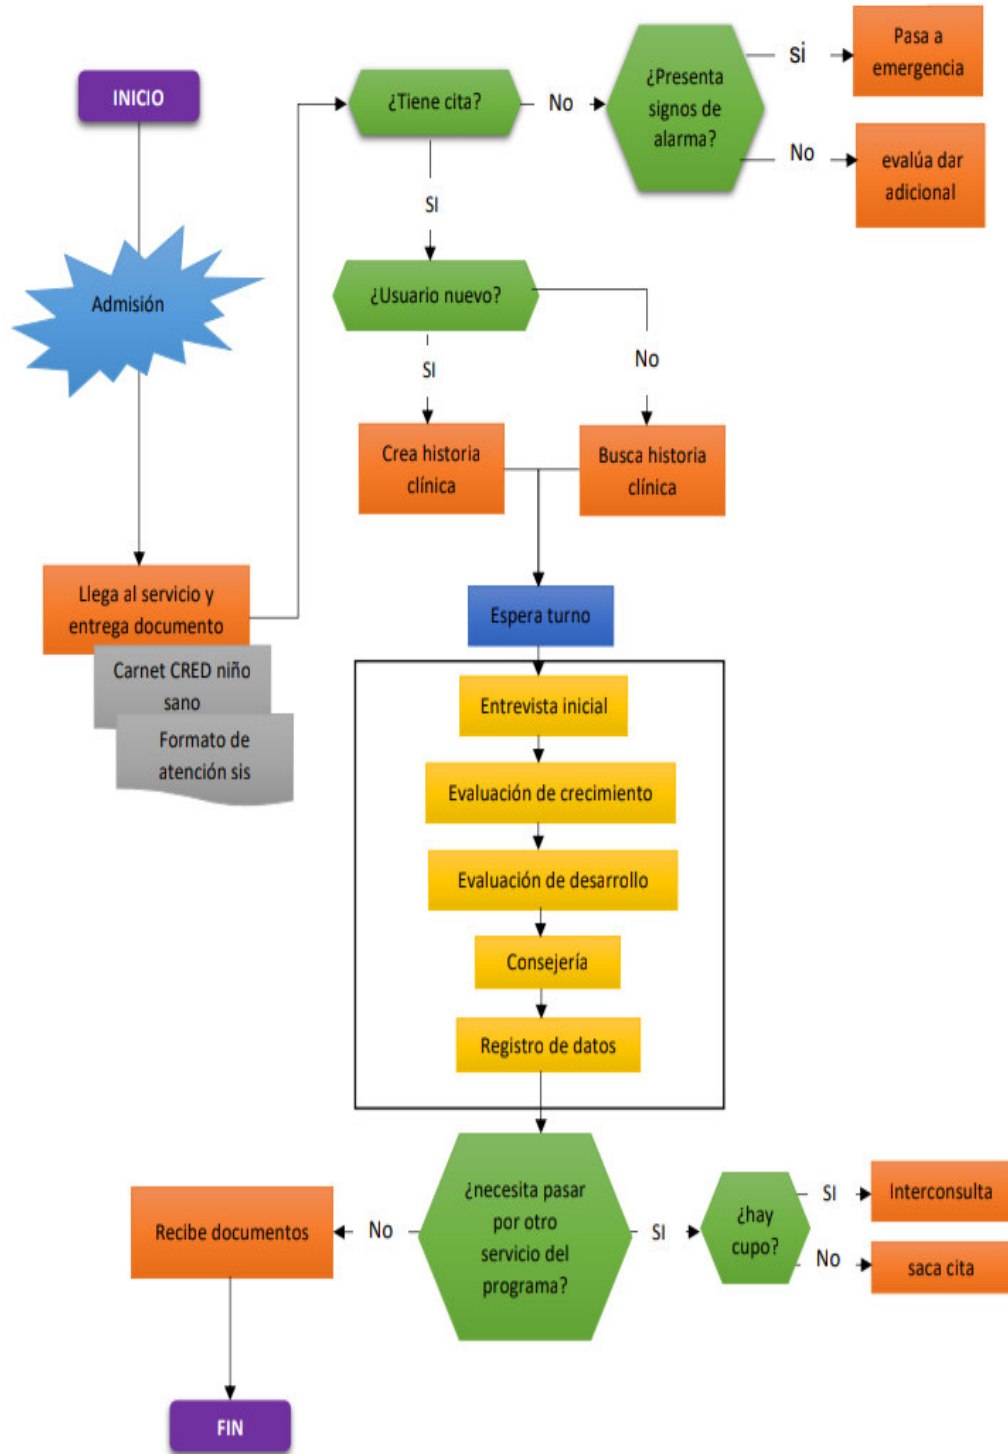 INICIO
¿Tiene cita?
No
¿Presenta
signos de
alarma?
si
Pasa a
emergencia
No
evalúa dar
adicional
SI
Admisión
¿Usuario nuevo?
SI
No
Crea historia
clínica
Busca historia
clínica
Llega al servicio y
entrega documento
Carnet CRED niño
sano
Formato de
atención sis
Espera turno
Entrevista inicial
Evaluación de crecimiento
Evaluación de desarrollo
Consejería
Registro de datos
¿necesita pasar
por otro
servicio del
programa?
No
Recibe documentos
SI
¿hay
cupo?
SI
Interconsulta
No
saca cita
FIN